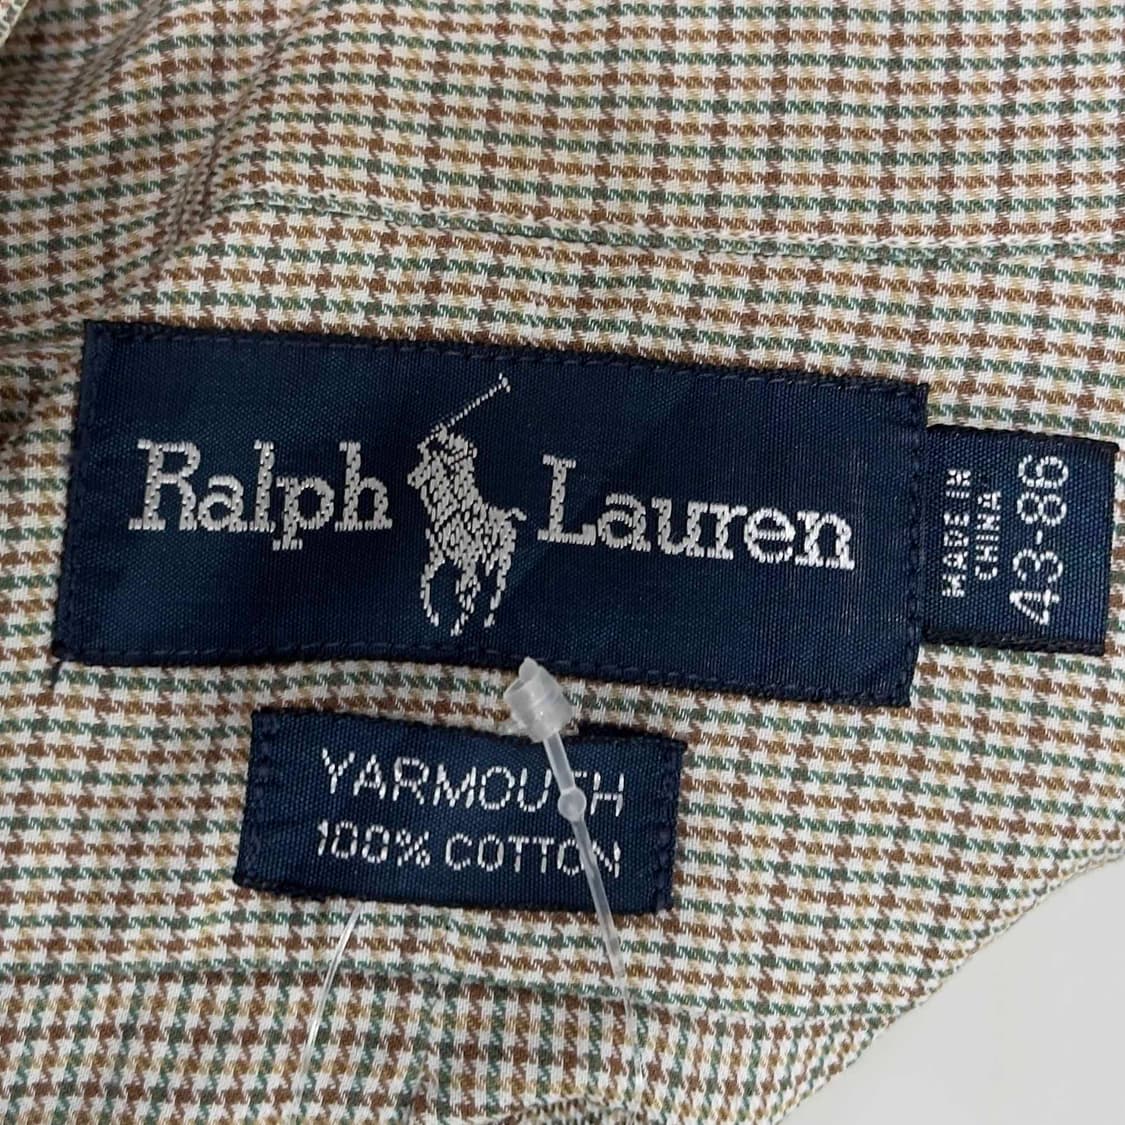 Ralph Lauren
MADE IN
CHINA
43-86
YARMOUTH
100% COTTON